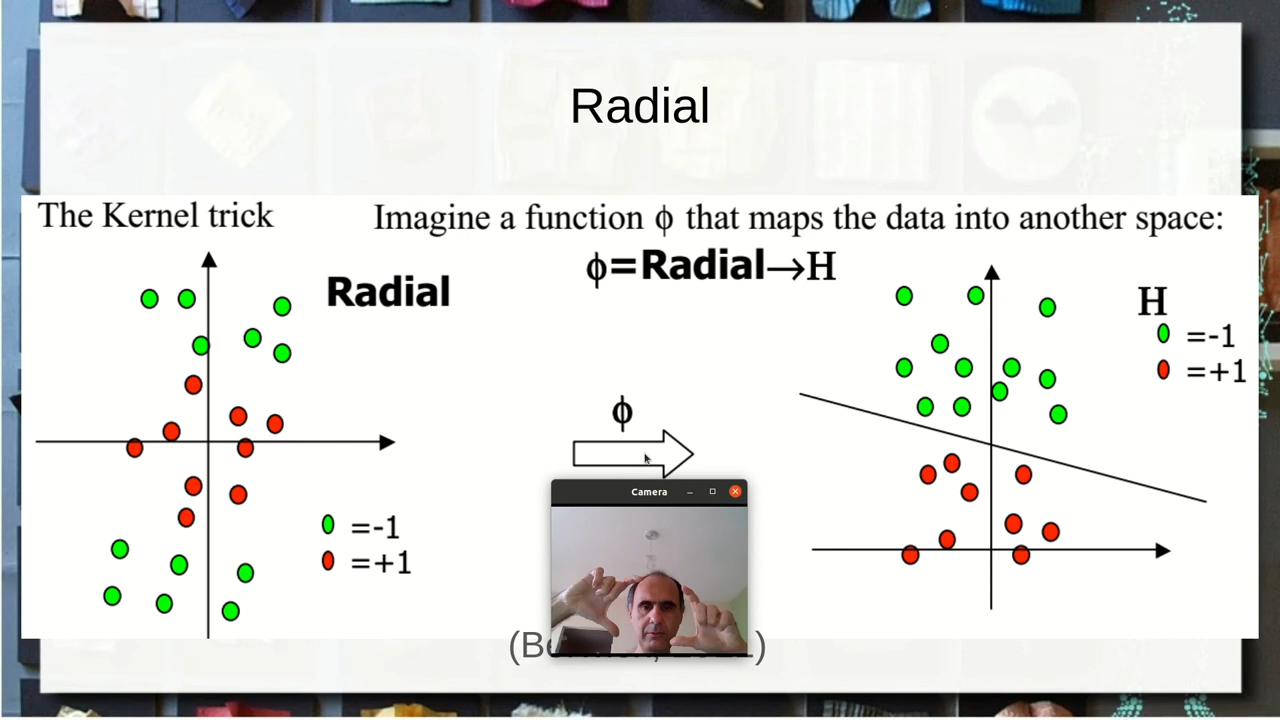 Radial
The Kernel trick
Imagine a function ϕ that maps the data into another space:
Radial
ϕ=Radial→H
H
=-1
=+1
ϕ
=-1
=+1
Camera